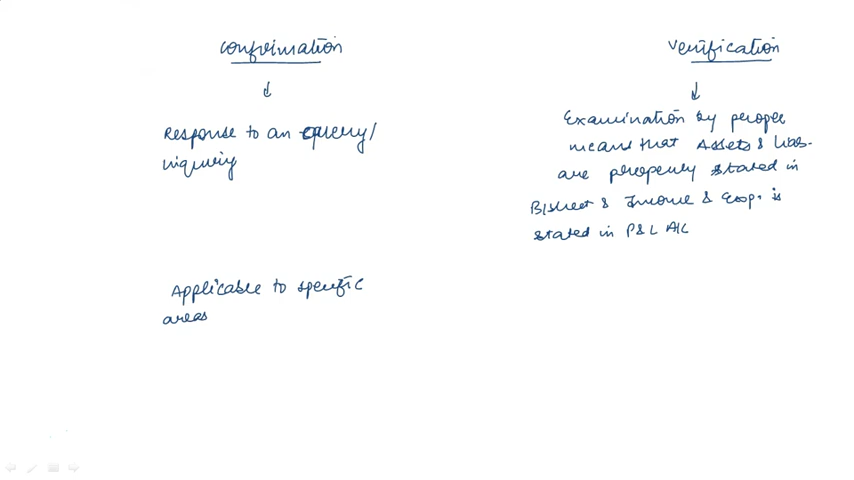 Confirmation
Response to an query/
inquiry
Applicable to specific
areas
Verification
Examination by proper
means that Assets & Liab.
are properly stated in
B/sheet & Income & Exp. is
stated in P&L A/c